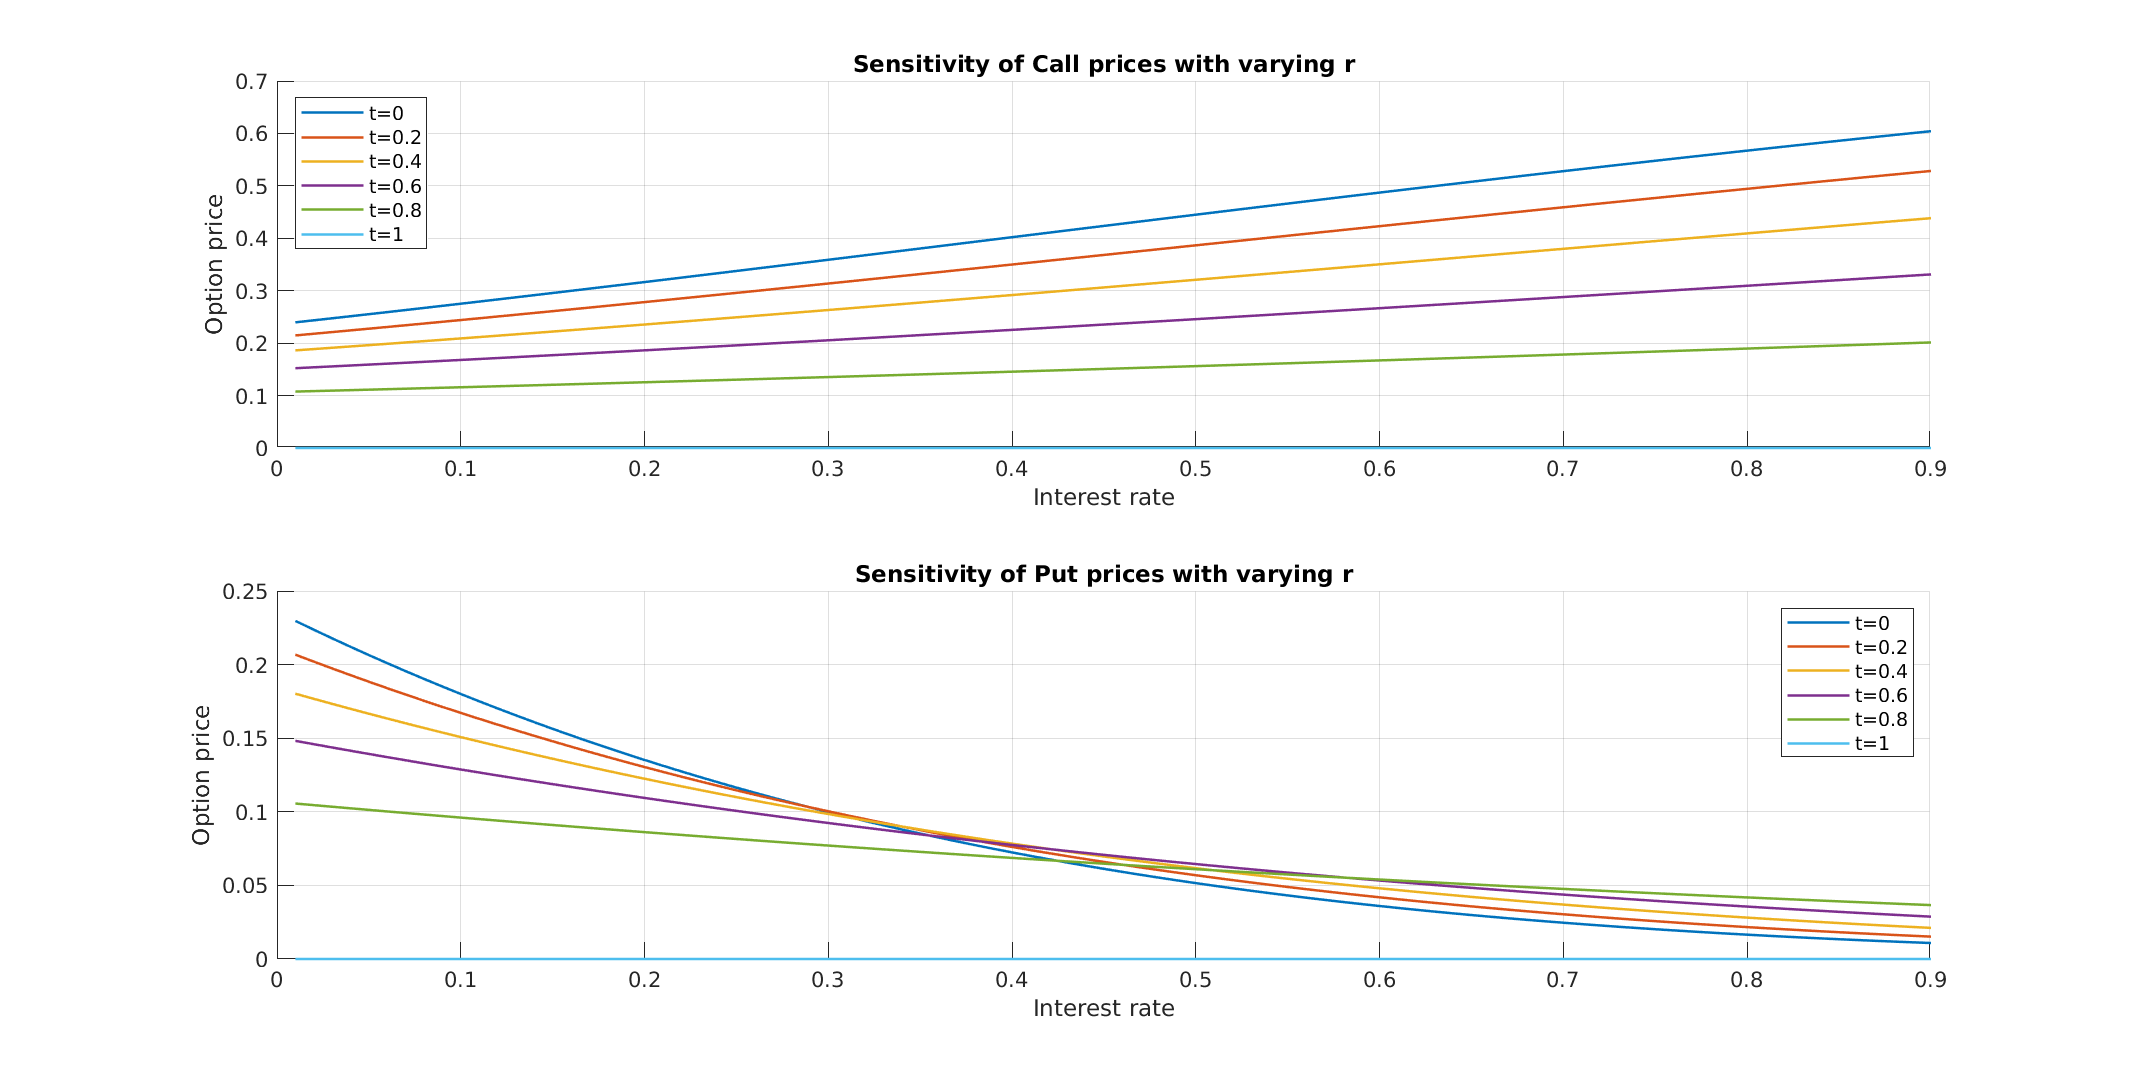 Sensitivity of Call prices with varying r
0.7
0.6
0.5
0.4
0.3
0.2
0.1
0
Option price
t=0
t=0.2
t=0.4
t=0.6
t=0.8
t=1
0 0.1 0.2 0.3 0.4 0.5 0.6 0.7 0.8 0.9
Interest rate
Sensitivity of Put prices with varying r
0.25
0.2
0.15
0.1
0.05
0
Option price
t=0
t=0.2
t=0.4
t=0.6
t=0.8
t=1
0 0.1 0.2 0.3 0.4 0.5 0.6 0.7 0.8 0.9
Interest rate